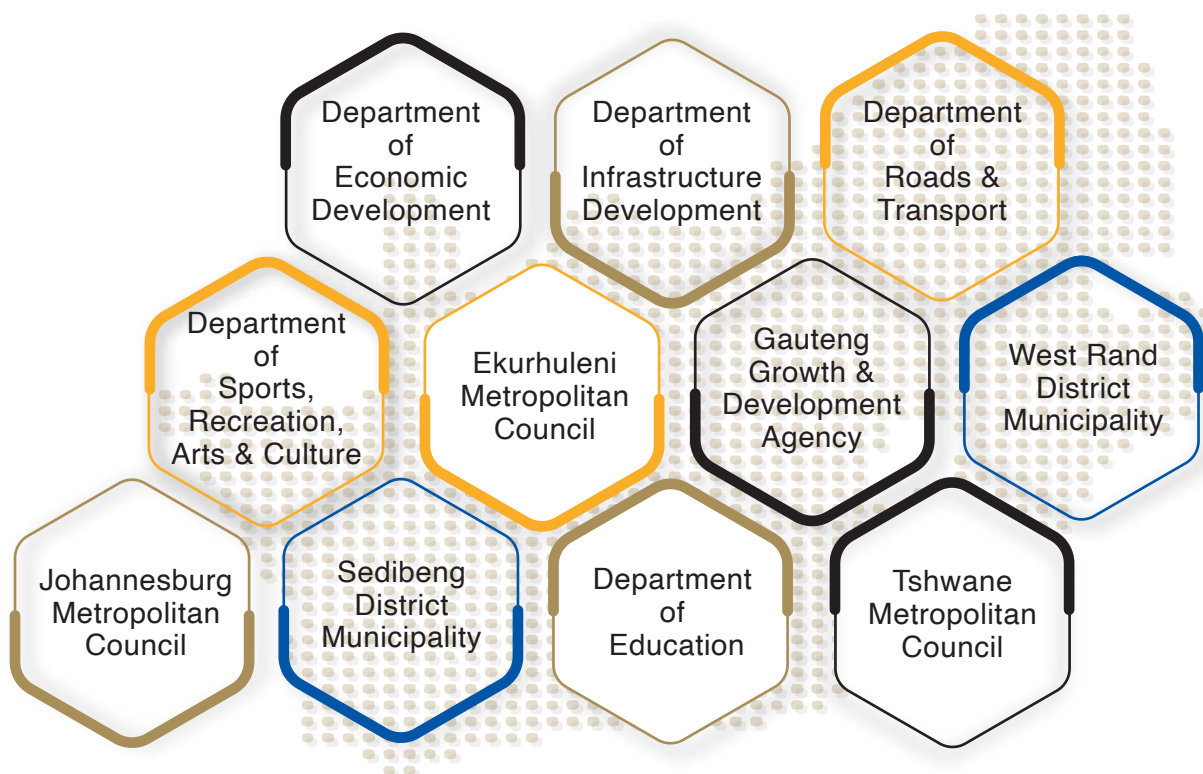 Department
of
Economic
Development
Department
of
Infrastructure
Development
Department
of
Roads &
Transport
Department
of
Sports,
Recreation,
Arts & Culture
Ekurhuleni
Metropolitan
Council
Gauteng
Growth &
Development
Agency
West Rand
District
Municipality
Johannesburg
Metropolitan
Council
Sedibeng
District
Municipality
Department
of
Education
Tshwane
Metropolitan
Council